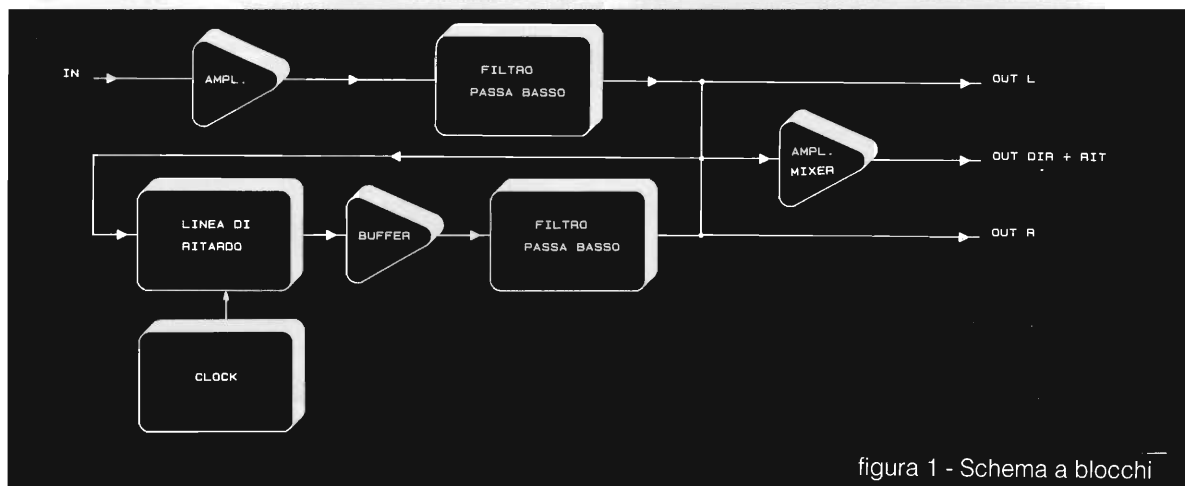 IN
AMPL.
FILTRO
PASSA BASSO
OUT L
AMPL.
MIXER
OUT DIR + RIT
LINEA DI
RITARDO
BUFFER
FILTRO
PASSA BASSO
OUT R
CLOCK
figura 1 - Schema a blocchi